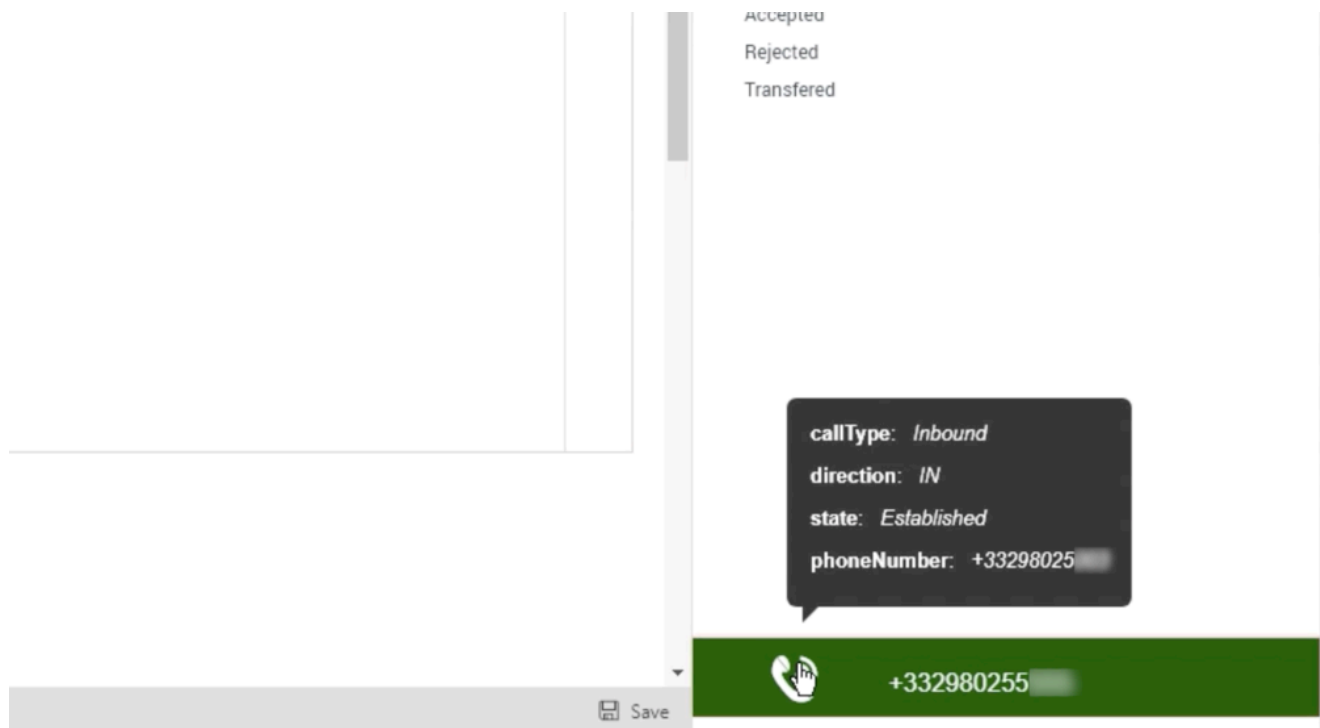 Accepted
Rejected
Transfered
callType: Inbound
direction: IN
state: Established
phoneNumber: +33298025
+332980255
Save